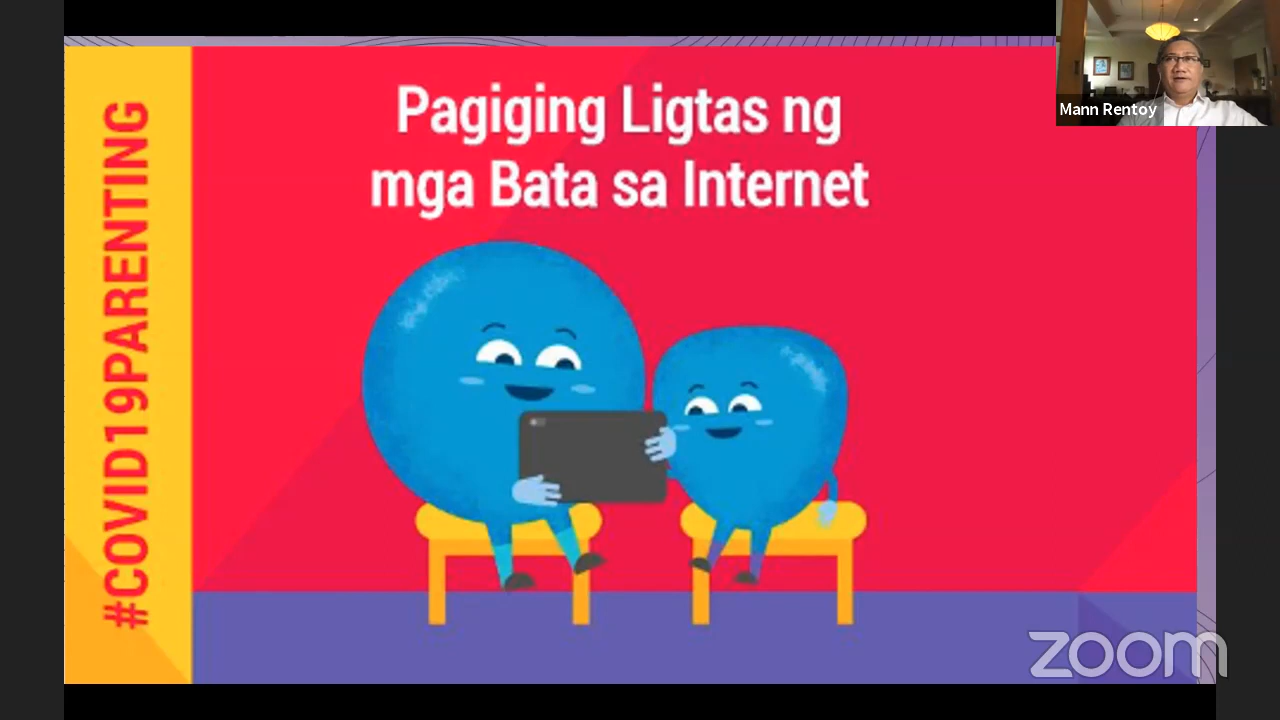 #COVID19PARENTING
Pagiging Ligtas ng
mga Bata sa Internet
Mann Rentoy
zoom